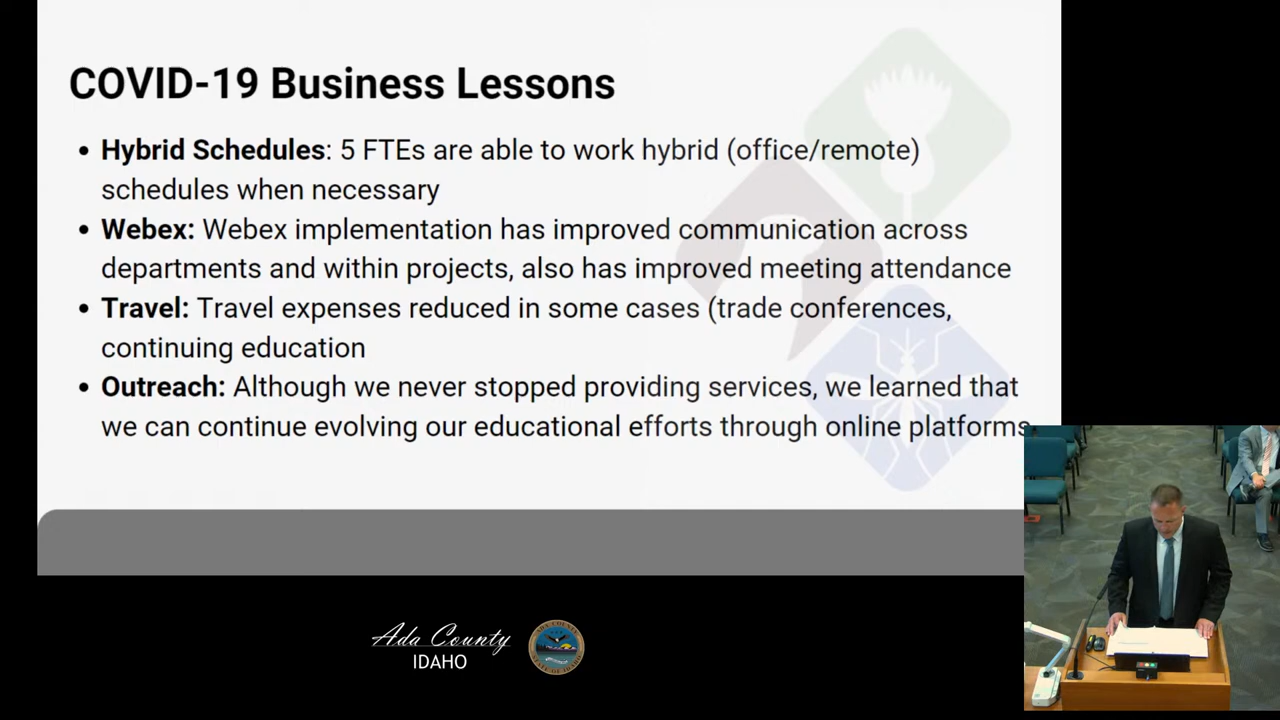 COVID-19 Business Lessons
• Hybrid Schedules: 5 FTEs are able to work hybrid (office/remote)
schedules when necessary
• Webex: Webex implementation has improved communication across
departments and within projects, also has improved meeting attendance
• Travel: Travel expenses reduced in some cases (trade conferences,
continuing education
• Outreach: Although we never stopped providing services, we learned that
we can continue evolving our educational efforts through online platforms
Ada County
IDAHO